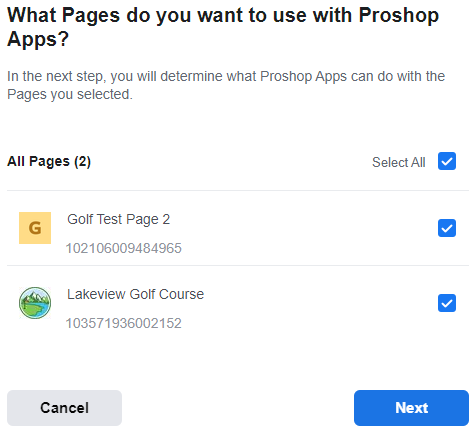 What Pages do you want to use with Proshop
Apps?
In the next step, you will determine what Proshop Apps can do with the
Pages you selected.
All Pages (2)
Select All
G
Golf Test Page 2
102106009484965
Lakeview Golf Course
103571936002152
Cancel
Next